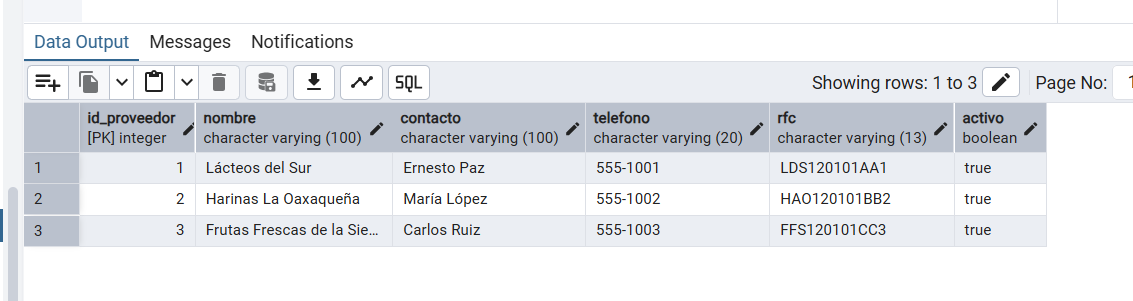 Data Output Messages Notifications
SQL Showing rows: 1 to 3 Page No: 1
id_proveedor nombre contacto telefono rfc activo
[PK] integer character varying (100) character varying (100) character varying (20) character varying (13) boolean
1 1 Lácteos del Sur Ernesto Paz 555-1001 LDS120101AA1 true
2 2 Harinas La Oaxaqueña María López 555-1002 HAO120101BB2 true
3 3 Frutas Frescas de la Sie... Carlos Ruiz 555-1003 FFS120101CC3 true